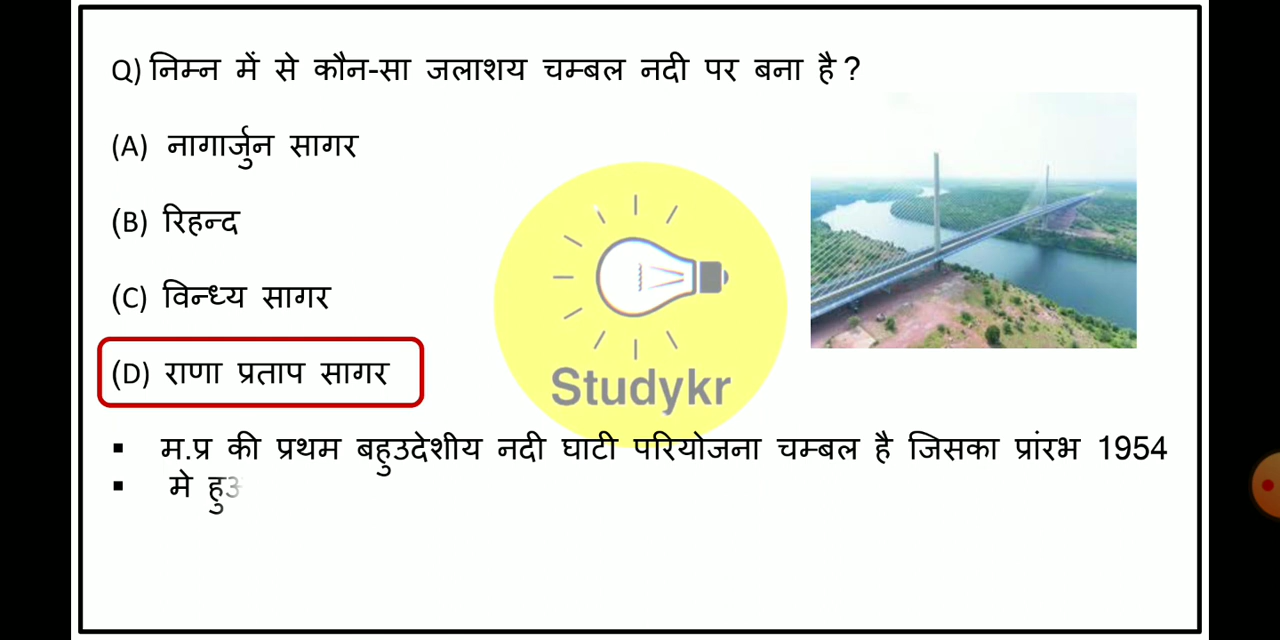 Q) निम्न में से कौन-सा जलाशय चम्बल नदी पर बना है ?
(A) नागार्जुन सागर
(B) रिहन्द
(C) विन्ध्य सागर
(D) राणा प्रताप सागर
Studykr
▪ म.प्र की प्रथम बहुउदेशीय नदी घाटी परियोजना चम्बल है जिसका प्रांरभ 1954
▪ मे